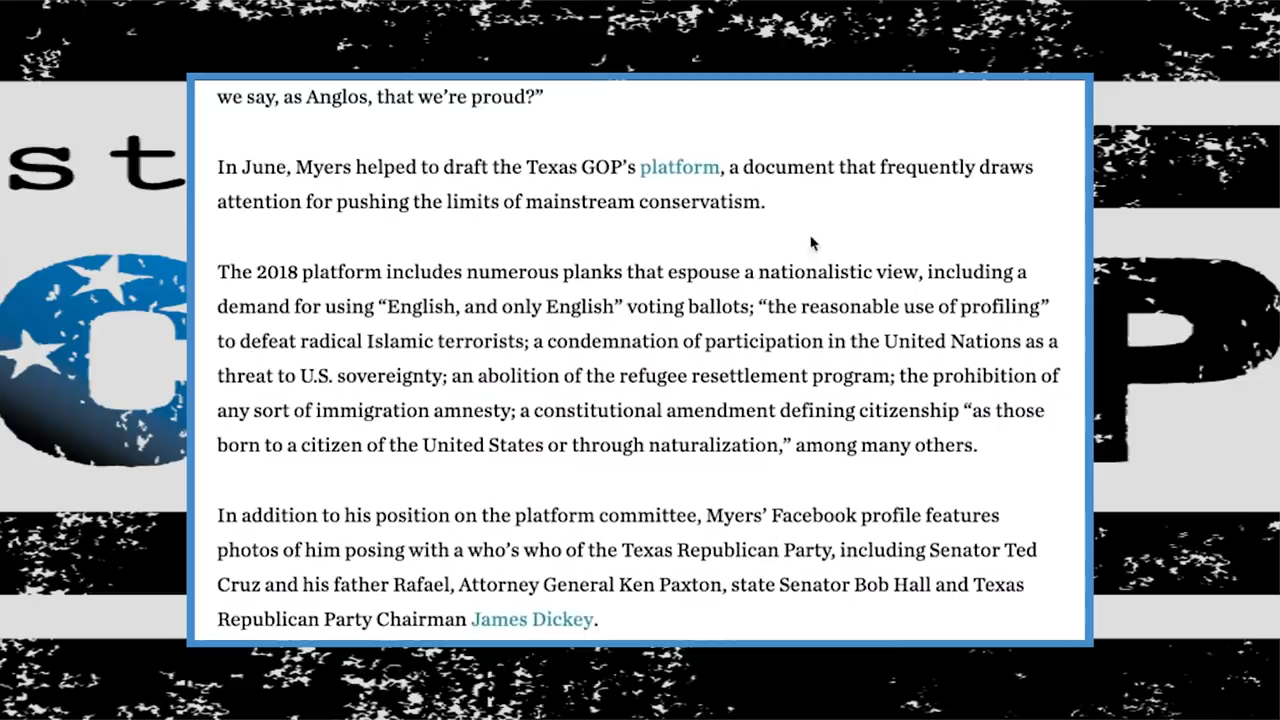 we say, as Anglos, that we're proud?”
In June, Myers helped to draft the Texas GOP's platform, a document that frequently draws
attention for pushing the limits of mainstream conservatism.
The 2018 platform includes numerous planks that espouse a nationalistic view, including a
demand for using “English, and only English” voting ballots; “the reasonable use of profiling”
to defeat radical Islamic terrorists; a condemnation of participation in the United Nations as a
threat to U.S. sovereignty; an abolition of the refugee resettlement program; the prohibition of
any sort of immigration amnesty; a constitutional amendment defining citizenship “as those
born to a citizen of the United States or through naturalization,” among many others.
In addition to his position on the platform committee, Myers' Facebook profile features
photos of him posing with a who's who of the Texas Republican Party, including Senator Ted
Cruz and his father Rafael, Attorney General Ken Paxton, state Senator Bob Hall and Texas
Republican Party Chairman James Dickey.
st
P